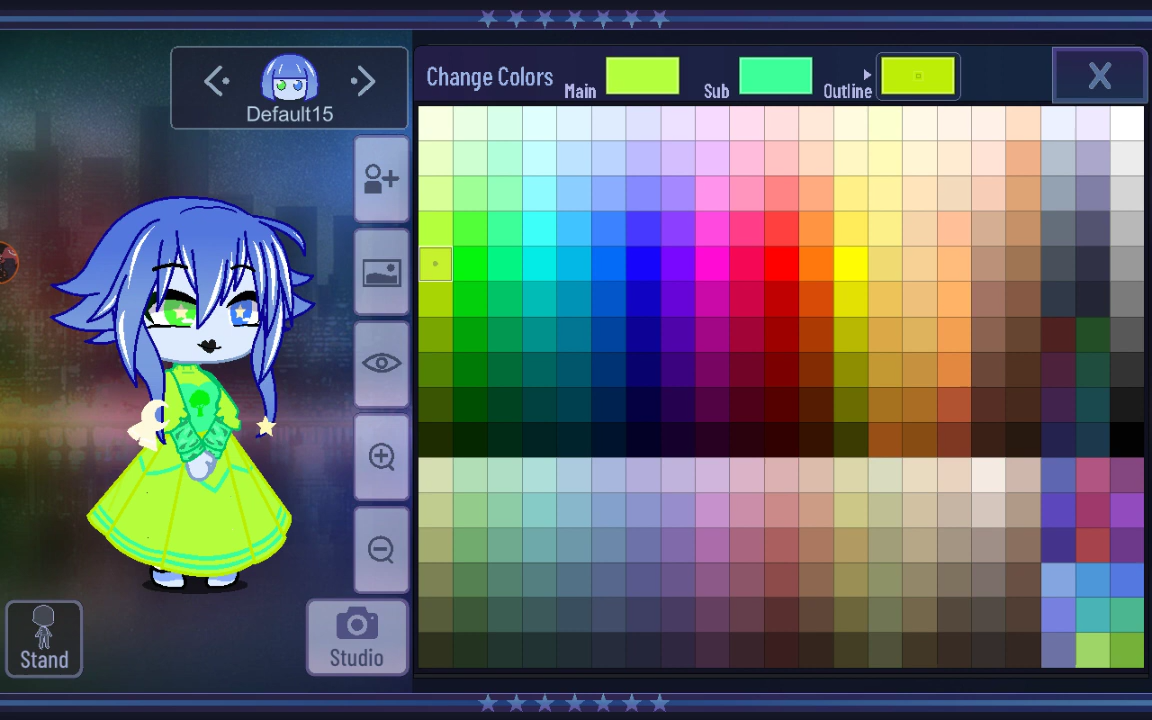 Default15
Change Colors
Main
Sub
Outline
X
Stand
Studio